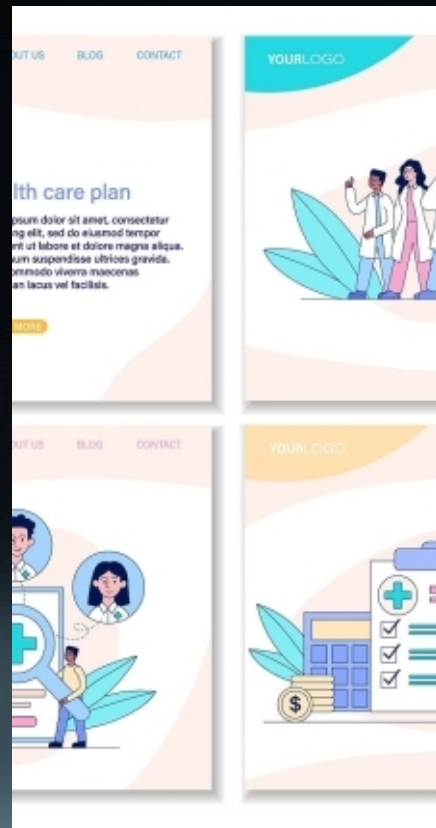 UT US BLOG CONTACT
YOURLOGO
lth care plan
psum dolor sit amet, consectetur
ng elit, sed do eiusmod tempor
nt ut labore et dolore magna aliqua.
um suspendisse ultrices gravida.
ommodo viverra maecenas
an lacus vel facilisis.
MORE
UT US BLOG CONTACT
YOURLOGO
$